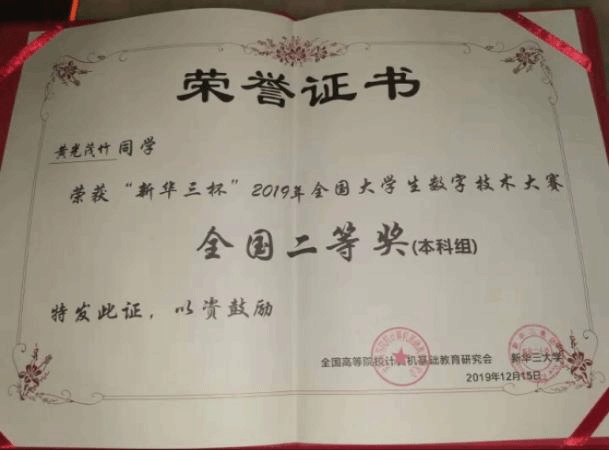 荣誉证书
黄光茂竹同学
荣获“新华三杯”2019年全国大学生数字技术大赛
全国二等奖(本科组)
特发此证，以资鼓励
全国高等院校计算机基础教育研究会 新华三大学
2019年12月15日